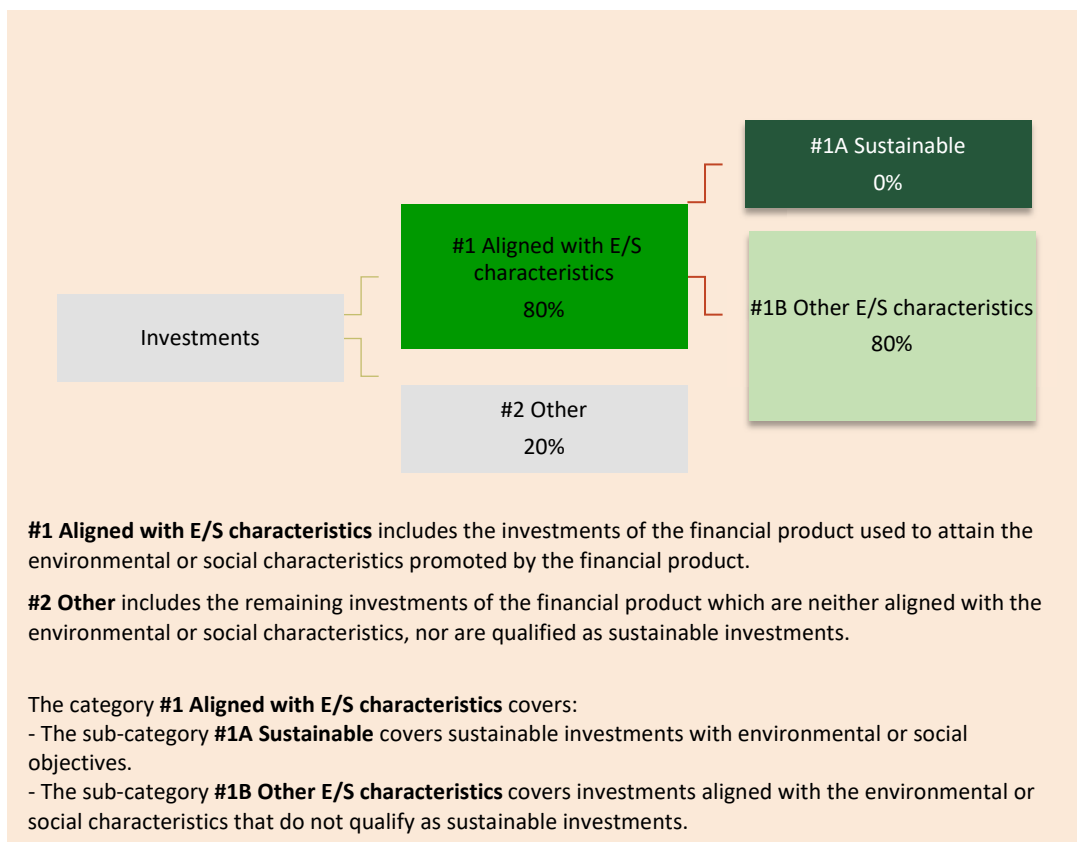 #1A Sustainable
0%
#1 Aligned with E/S
characteristics
80%
#1B Other E/S characteristics
80%
Investments
#2 Other
20%
#1 Aligned with E/S characteristics includes the investments of the financial product used to attain the
environmental or social characteristics promoted by the financial product.
#2 Other includes the remaining investments of the financial product which are neither aligned with the
environmental or social characteristics, nor are qualified as sustainable investments.
The category #1 Aligned with E/S characteristics covers:
- The sub-category #1A Sustainable covers sustainable investments with environmental or social
objectives.
- The sub-category #1B Other E/S characteristics covers investments aligned with the environmental or
social characteristics that do not qualify as sustainable investments.